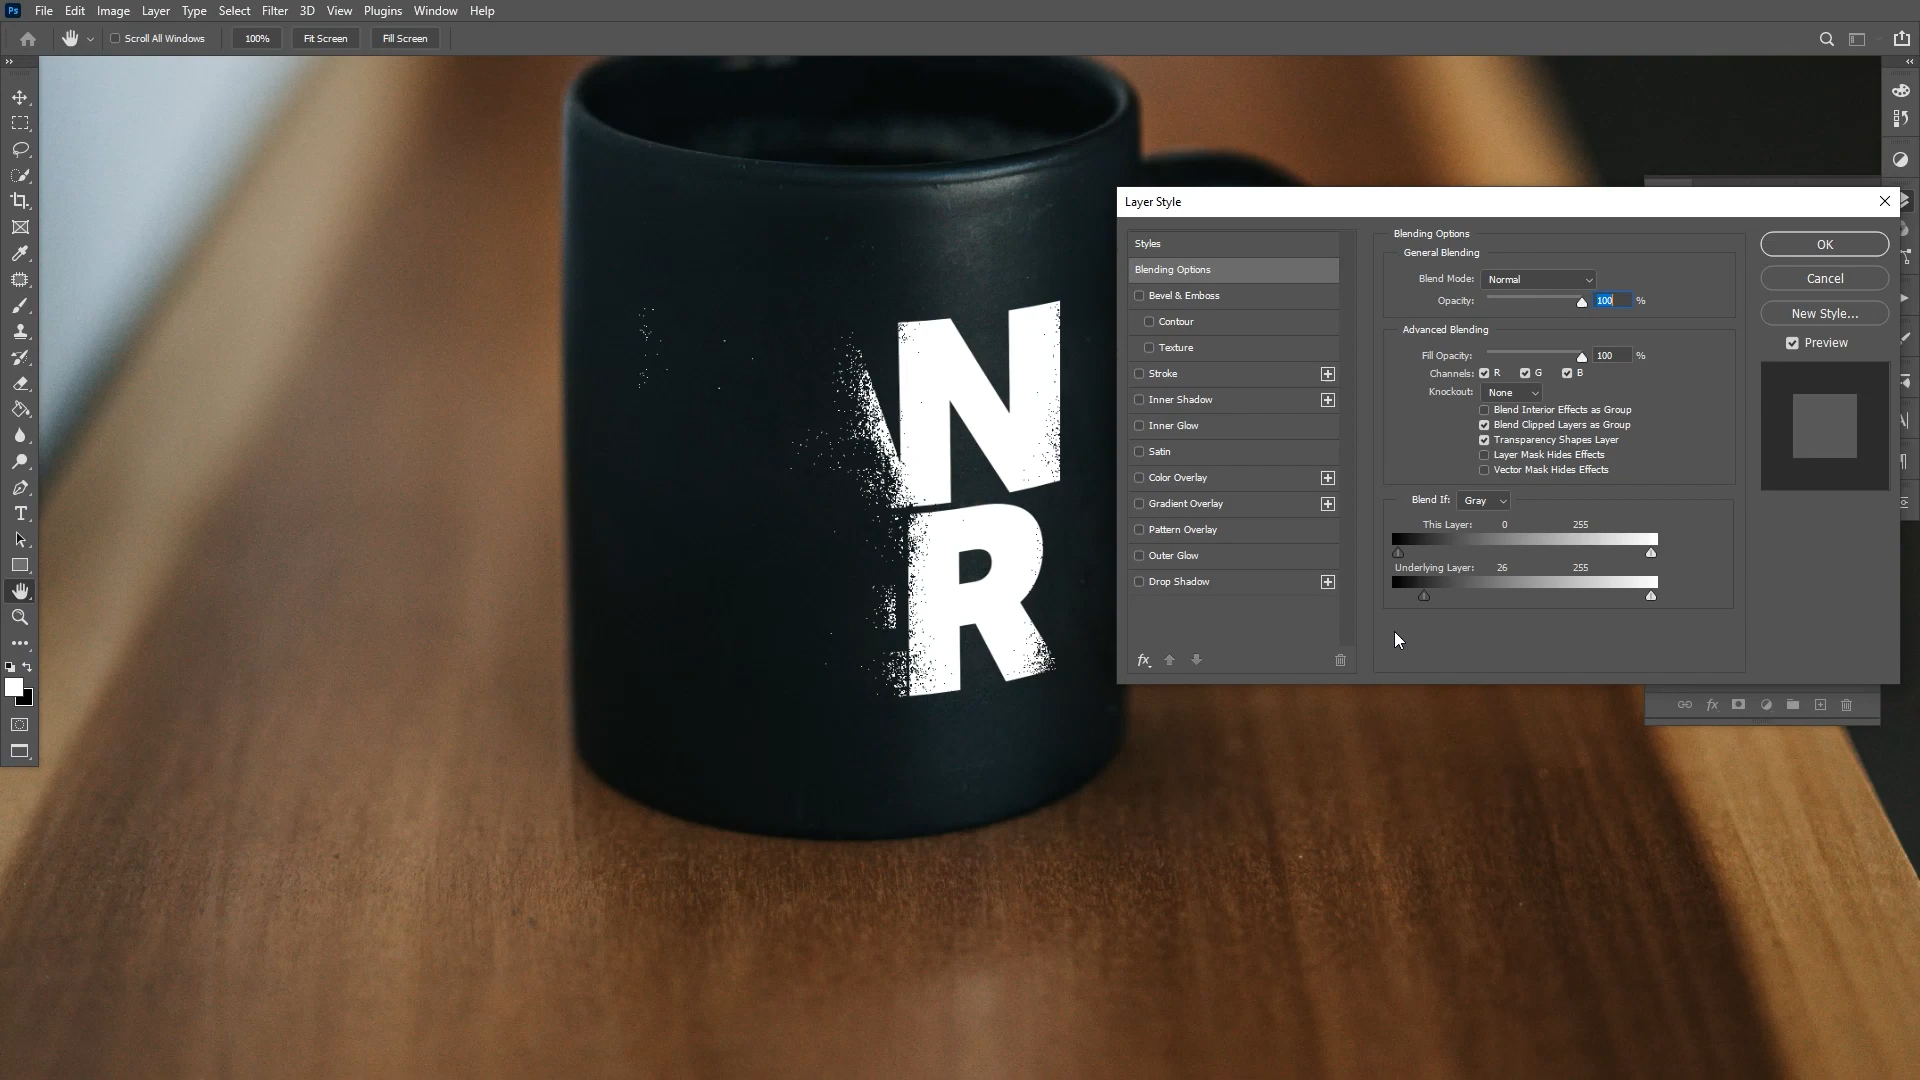 Ps File Edit Image Layer Type Select Filter 3D View Plugins Window Help
Scroll All Windows 100% Fit Screen Fill Screen
Layer Style
Styles
Blending Options
Bevel & Emboss
Contour
Texture
Stroke
Inner Shadow
Inner Glow
Satin
Color Overlay
Gradient Overlay
Pattern Overlay
Outer Glow
Drop Shadow
fx
Blending Options
General Blending
Blend Mode: Normal
Opacity: 100 %
Advanced Blending
Fill Opacity: 100 %
Channels: R G B
Knockout: None
Blend Interior Effects as Group
Blend Clipped Layers as Group
Transparency Shapes Layer
Layer Mask Hides Effects
Vector Mask Hides Effects
Blend If: Gray
This Layer: 0 255
Underlying Layer: 26 255
OK
Cancel
New Style...
Preview
N
R
fx